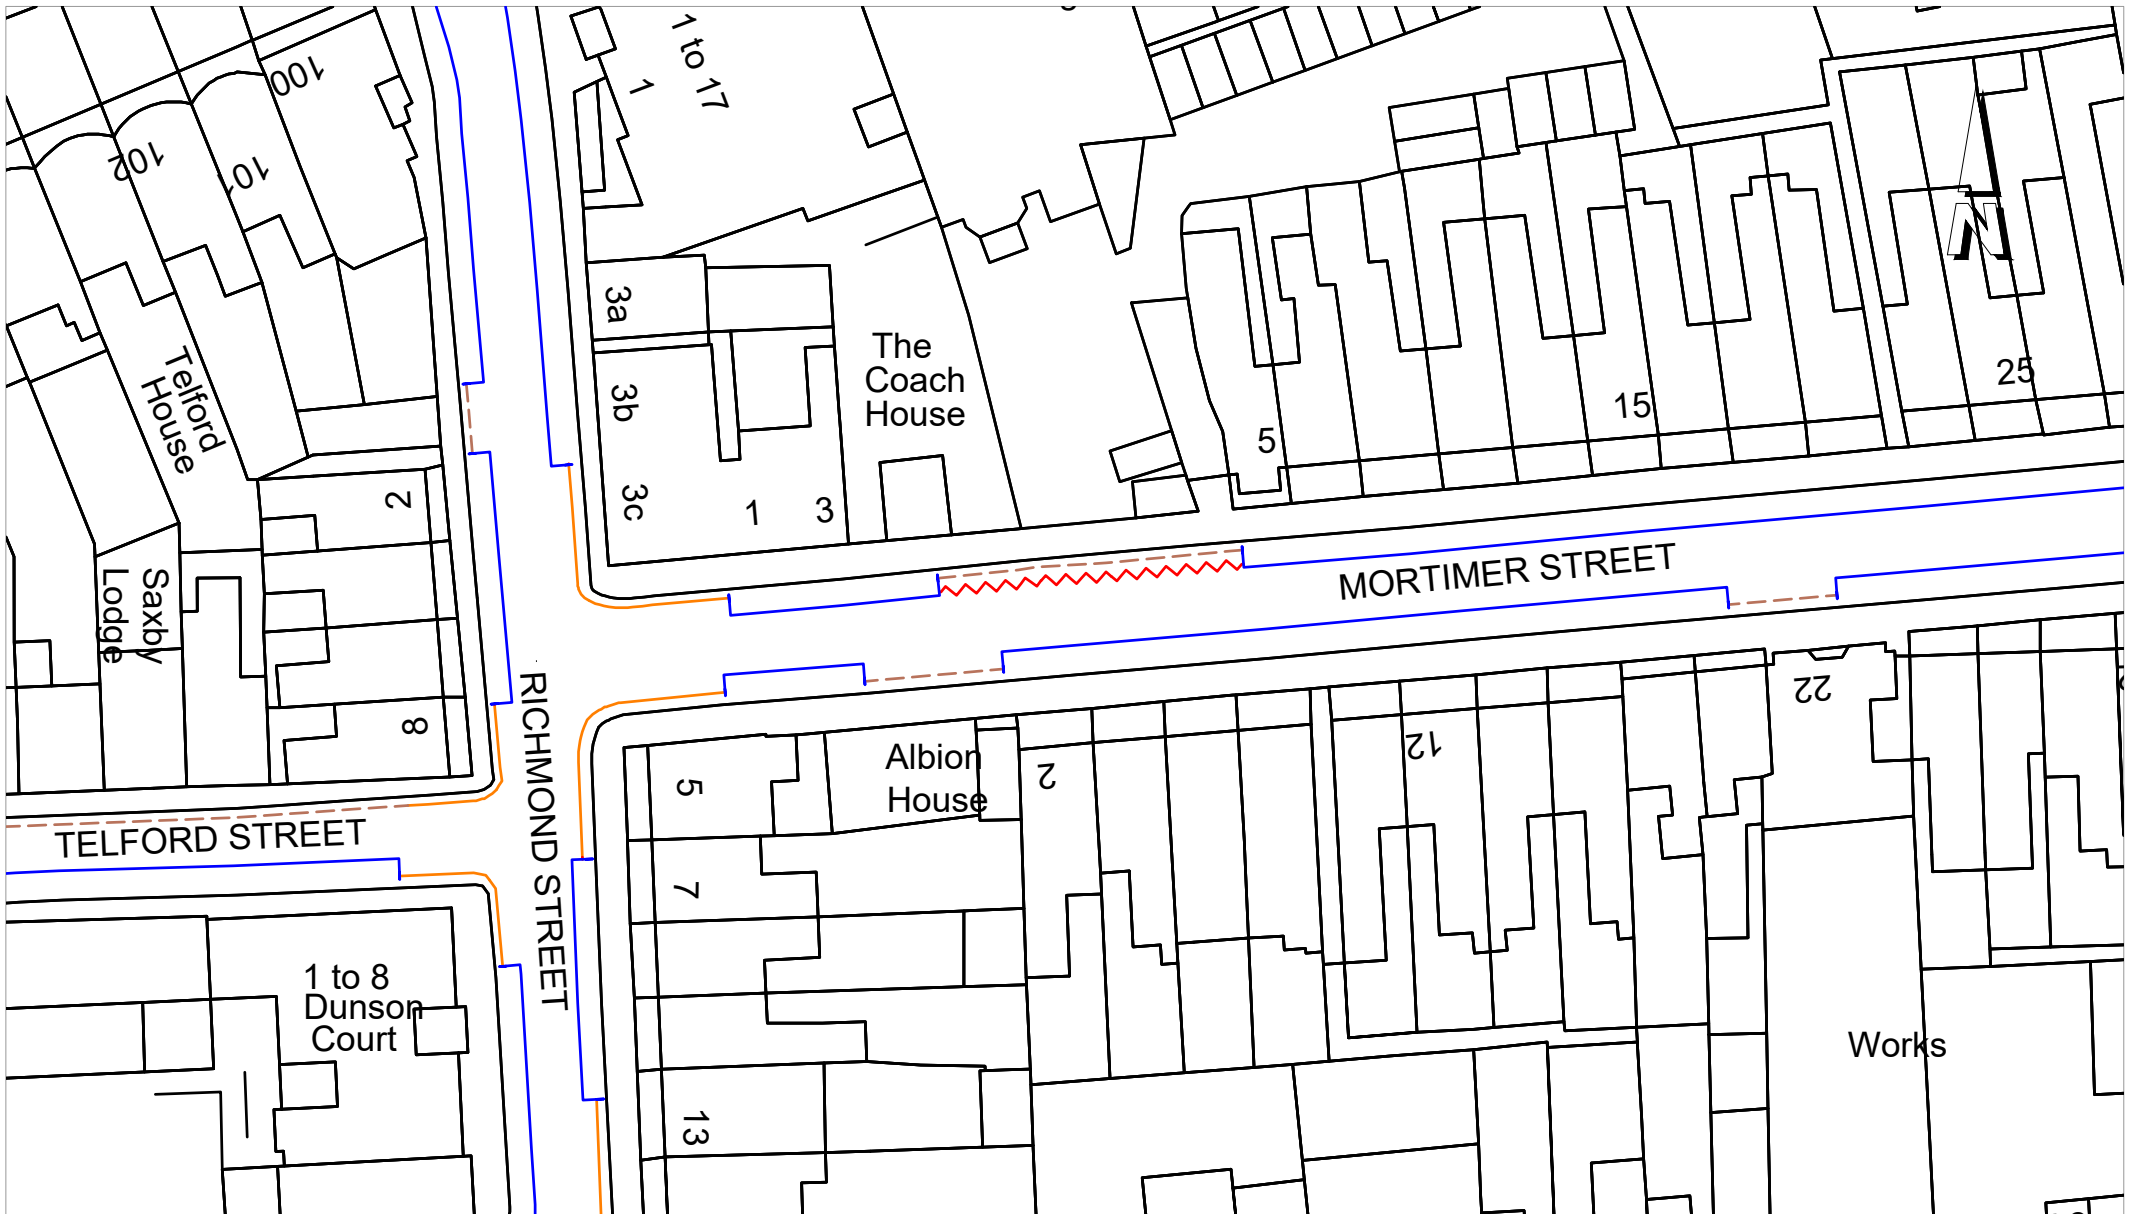 1 to 17
1
100
102
101
N
3a
The
Coach
House
Telford
House
3b
25
15
5
2
3c
1
3
MORTIMER STREET
Saxby
Lodge
RICHMOND STREET
22
8
12
Albion
House
5
2
TELFORD STREET
7
1 to 8
Dunson
Court
Works
13